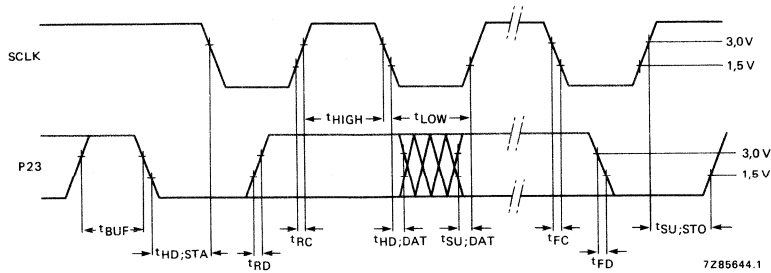 SCLK
3,0 V
1,5 V
tHIGH
tLOW
P23
3,0 V
1,5 V
tBUF
tHD;STA
tRD
tRC
tHD;DAT
tSU;DAT
tFC
tFD
tSU;STO
7Z85644.1